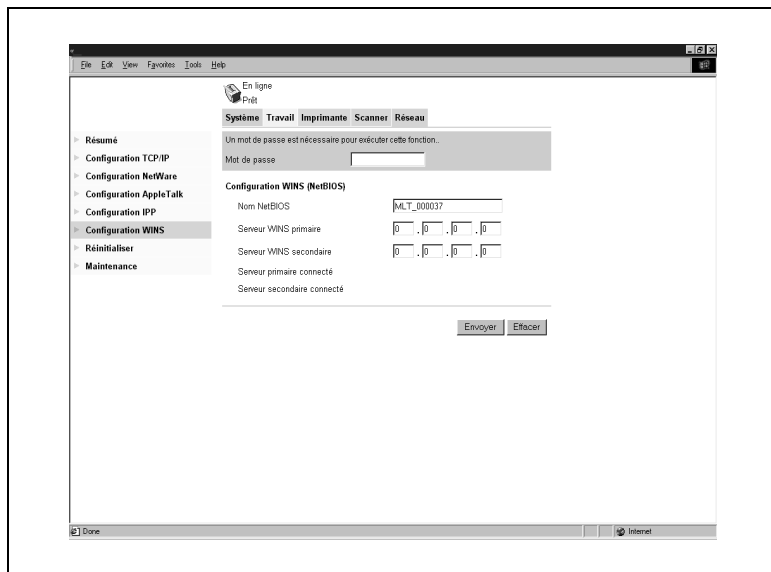 File Edit View Favorites Tools Help
En ligne
Prêt
Système Travail Imprimante Scanner Réseau
Résumé
Configuration TCP/IP
Configuration NetWare
Configuration AppleTalk
Configuration IPP
Configuration WINS
Réinitialiser
Maintenance
Un mot de passe est nécessaire pour exécuter cette fonction..
Mot de passe
Configuration WINS (NetBIOS)
Nom NetBIOS MLT_000037
Serveur WINS primaire 0 . 0 . 0 . 0
Serveur WINS secondaire 0 . 0 . 0 . 0
Serveur primaire connecté
Serveur secondaire connecté
Envoyer Effacer
Done Internet